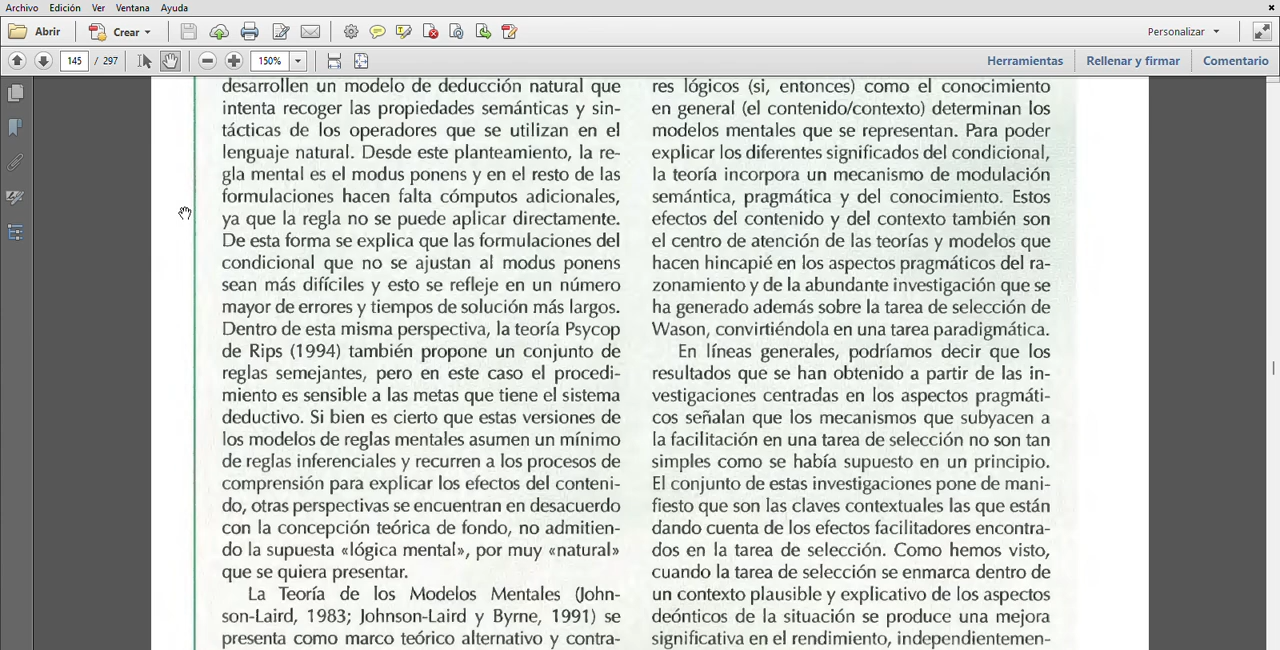 Archivo Edición Ver Ventana Ayuda
Abrir Crear Personalizar
145 / 297 150% Herramientas Rellenar y firmar Comentario
desarrollen un modelo de deducción natural que
intenta recoger las propiedades semánticas y sin-
tácticas de los operadores que se utilizan en el
lenguaje natural. Desde este planteamiento, la re-
gla mental es el modus ponens y en el resto de las
formulaciones hacen falta cómputos adicionales,
ya que la regla no se puede aplicar directamente.
De esta forma se explica que las formulaciones del
condicional que no se ajustan al modus ponens
sean más difíciles y esto se refleje en un número
mayor de errores y tiempos de solución más largos.
Dentro de esta misma perspectiva, la teoría Psycop
de Rips (1994) también propone un conjunto de
reglas semejantes, pero en este caso el procedi-
miento es sensible a las metas que tiene el sistema
deductivo. Si bien es cierto que estas versiones de
los modelos de reglas mentales asumen un mínimo
de reglas inferenciales y recurren a los procesos de
comprensión para explicar los efectos del conteni-
do, otras perspectivas se encuentran en desacuerdo
con la concepción teórica de fondo, no admitien-
do la supuesta «lógica mental», por muy «natural»
que se quiera presentar.
La Teoría de los Modelos Mentales (John-
son-Laird, 1983; Johnson-Laird y Byrne, 1991) se
presenta como marco teórico alternativo y contra-
res lógicos (si, entonces) como el conocimiento
en general (el contenido/contexto) determinan los
modelos mentales que se representan. Para poder
explicar los diferentes significados del condicional,
la teoría incorpora un mecanismo de modulación
semántica, pragmática y del conocimiento. Estos
efectos del contenido y del contexto también son
el centro de atención de las teorías y modelos que
hacen hincapié en los aspectos pragmáticos del ra-
zonamiento y de la abundante investigación que se
ha generado además sobre la tarea de selección de
Wason, convirtiéndola en una tarea paradigmática.
En líneas generales, podríamos decir que los
resultados que se han obtenido a partir de las in-
vestigaciones centradas en los aspectos pragmáti-
cos señalan que los mecanismos que subyacen a
la facilitación en una tarea de selección no son tan
simples como se había supuesto en un principio.
El conjunto de estas investigaciones pone de mani-
fiesto que son las claves contextuales las que están
dando cuenta de los efectos facilitadores encontra-
dos en la tarea de selección. Como hemos visto,
cuando la tarea de selección se enmarca dentro de
un contexto plausible y explicativo de los aspectos
deónticos de la situación se produce una mejora
significativa en el rendimiento, independientemen-